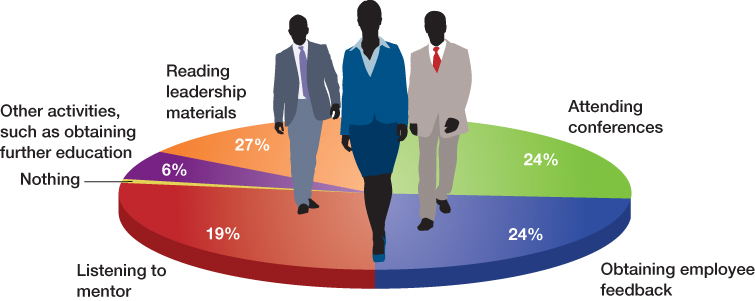 Reading
leadership
materials
27%
Attending
conferences
24%
Other activities,
such as obtaining
further education
6%
Nothing
19%
Listening to
mentor
24%
Obtaining employee
feedback